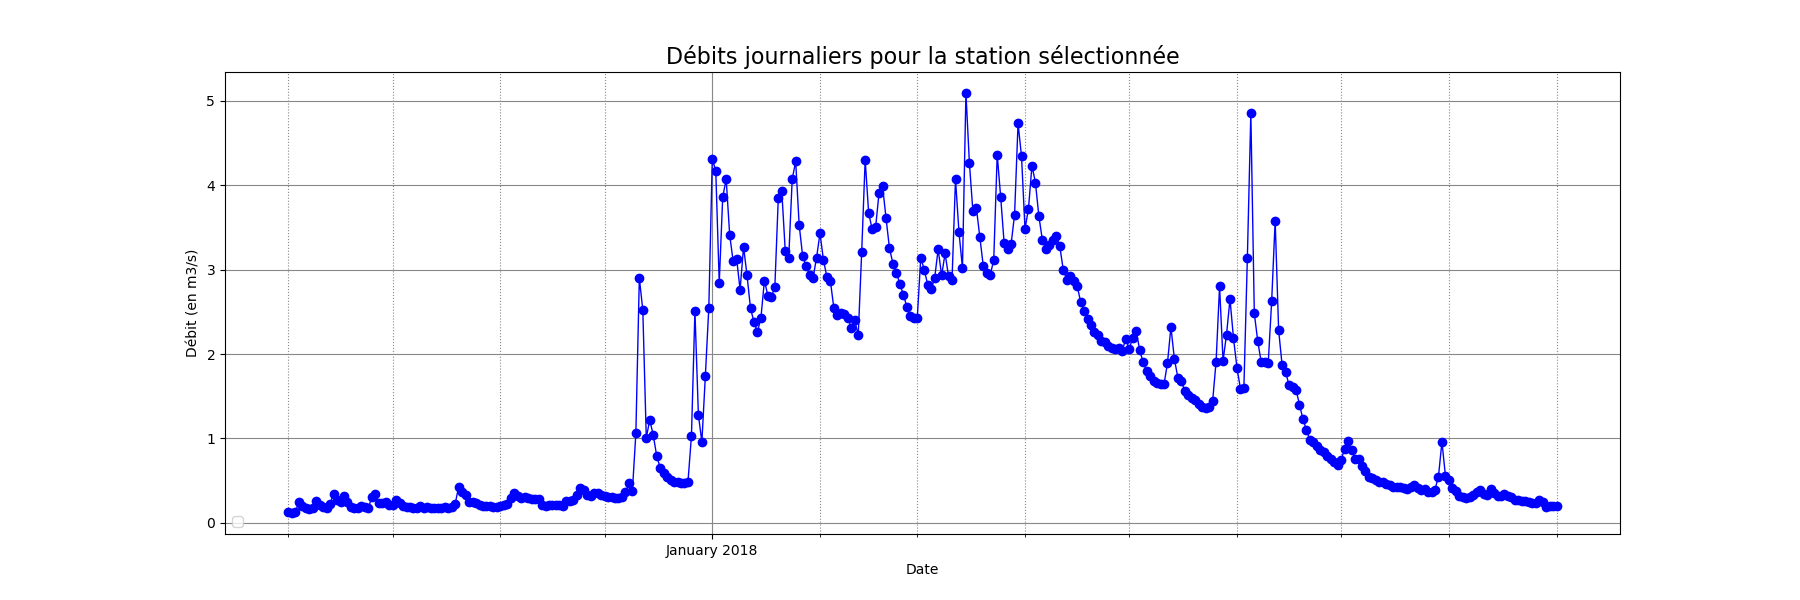 Débits journaliers pour la station sélectionnée
5
4
3
2
1
0
Débit (en m3/s)
January 2018
Date